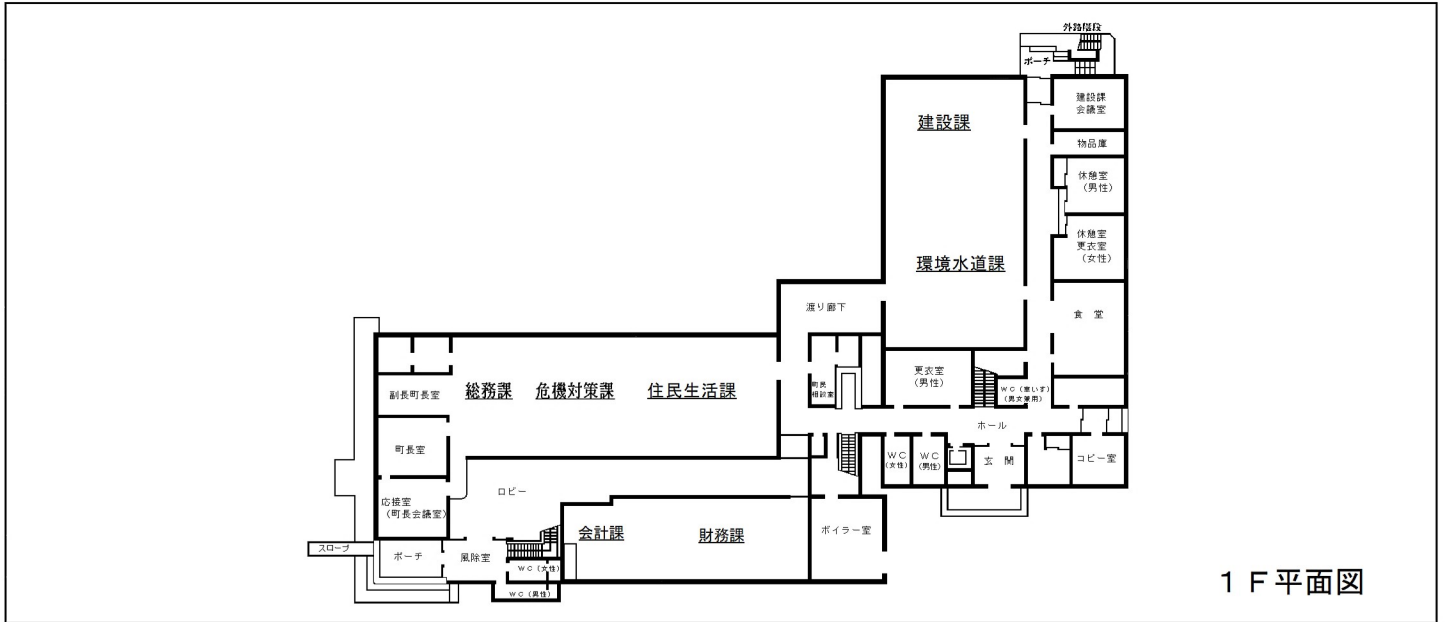 外路階段
ポーチ
建設課
会議室
建設課
物品庫
休憩室
(男性)
休憩室
更衣室
(女性)
環境水道課
渡り廊下
食 堂
更衣室
(男性)
WC(車いす)
(男女兼用)
町民
相談室
副長町長室
総務課
危機対策課
住民生活課
ホール
町長室
WC
(女性)
WC
(男性)
玄 関
コピー室
ロビー
応接室
(町長会議室)
会計課
財務課
ボイラー室
スロープ
ポーチ
風除室
WC(女性)
WC(男性)
1F平面図